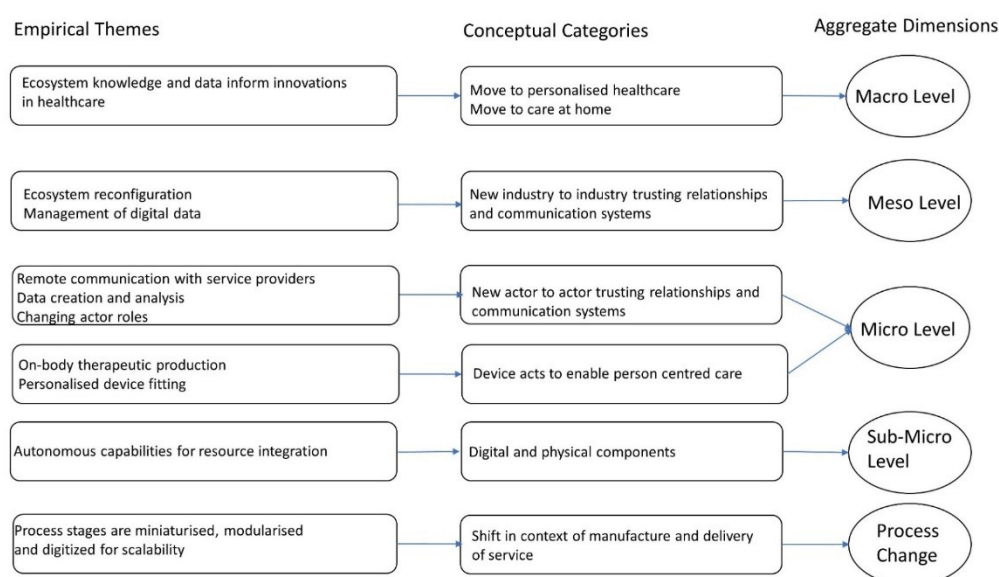 Empirical Themes
Conceptual Categories
Aggregate Dimensions
Ecosystem knowledge and data inform innovations
in healthcare
Move to personalised healthcare
Move to care at home
Macro Level
Ecosystem reconfiguration
Management of digital data
New industry to industry trusting relationships
and communication systems
Meso Level
Remote communication with service providers
Data creation and analysis
Changing actor roles
New actor to actor trusting relationships and
communication systems
Micro Level
On-body therapeutic production
Personalised device fitting
Device acts to enable person centred care
Autonomous capabilities for resource integration
Digital and physical components
Sub-Micro
Level
Process stages are miniaturised, modularised
and digitized for scalability
Shift in context of manufacture and delivery
of service
Process
Change